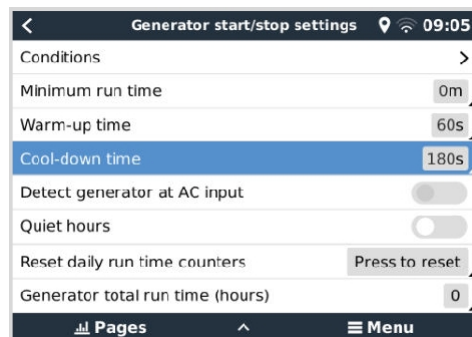 Generator start/stop settings 09:05
Conditions
Minimum run time 0m
Warm-up time 60s
Cool-down time 180s
Detect generator at AC input
Quiet hours
Reset daily run time counters Press to reset
Generator total run time (hours) 0
Pages Menu